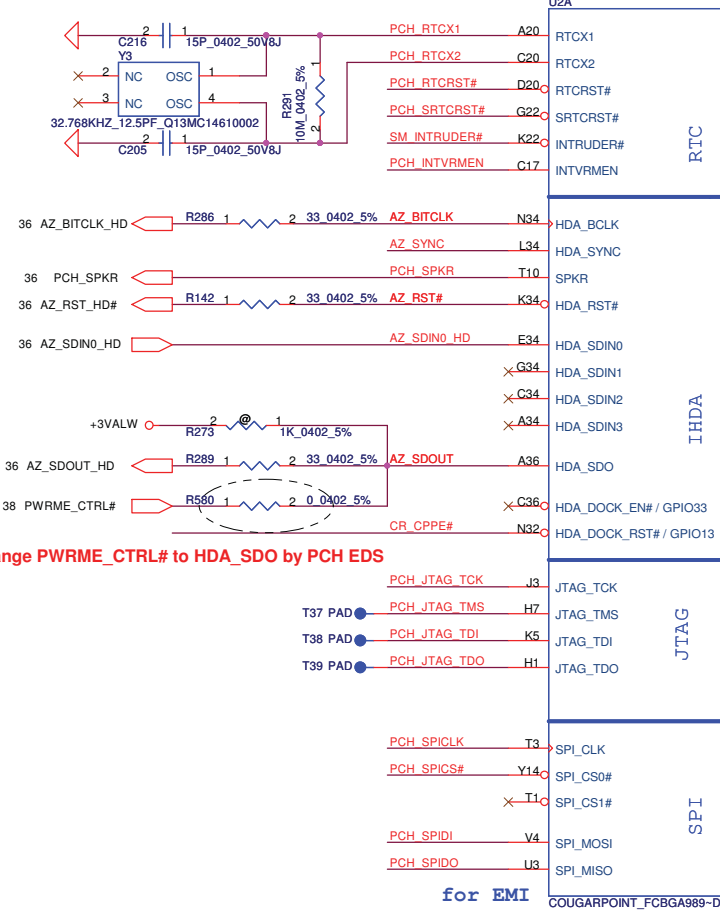 U2A
C216 2 1 15P_0402_50V8J
Y3
2 NC OSC 1
3 NC OSC 4
32.768KHZ_12.5PF_Q13MC14610002
C205 2 1 15P_0402_50V8J
R291 1 2 10M_0402_5%
PCH_RTCX1 A20 RTCX1
PCH_RTCX2 C20 RTCX2
PCH_RTCRST# D20 RTCRST#
PCH_SRTCRST# G22 SRTCRST#
SM_INTRUDER# K22 INTRUDER#
PCH_INTVRMEN C17 INTVRMEN
RTC
36 AZ_BITCLK_HD R286 1 2 33_0402_5% AZ_BITCLK N34 HDA_BCLK
AZ_SYNC L34 HDA_SYNC
36 PCH_SPKR PCH_SPKR T10 SPKR
36 AZ_RST_HD# R142 1 2 33_0402_5% AZ_RST# K34 HDA_RST#
36 AZ_SDIN0_HD AZ_SDIN0_HD E34 HDA_SDIN0
G34 HDA_SDIN1
C34 HDA_SDIN2
A34 HDA_SDIN3
IHDA
+3VALW R273 2 @ 1 1K_0402_5%
36 AZ_SDOUT_HD R289 1 2 33_0402_5% AZ_SDOUT A36 HDA_SDO
38 PWRME_CTRL# R580 1 2 0_0402_5%
C36 HDA_DOCK_EN# / GPIO33
CR_CPPE# N32 HDA_DOCK_RST# / GPIO13
nge PWRME_CTRL# to HDA_SDO by PCH EDS
PCH_JTAG_TCK J3 JTAG_TCK
T37 PAD PCH_JTAG_TMS H7 JTAG_TMS
T38 PAD PCH_JTAG_TDI K5 JTAG_TDI
T39 PAD PCH_JTAG_TDO H1 JTAG_TDO
JTAG
PCH_SPICLK T3 SPI_CLK
PCH_SPICS# Y14 SPI_CS0#
T1 SPI_CS1#
PCH_SPIDI V4 SPI_MOSI
PCH_SPIDO U3 SPI_MISO
SPI
for EMI
COUGARPOINT_FCBGA989~D